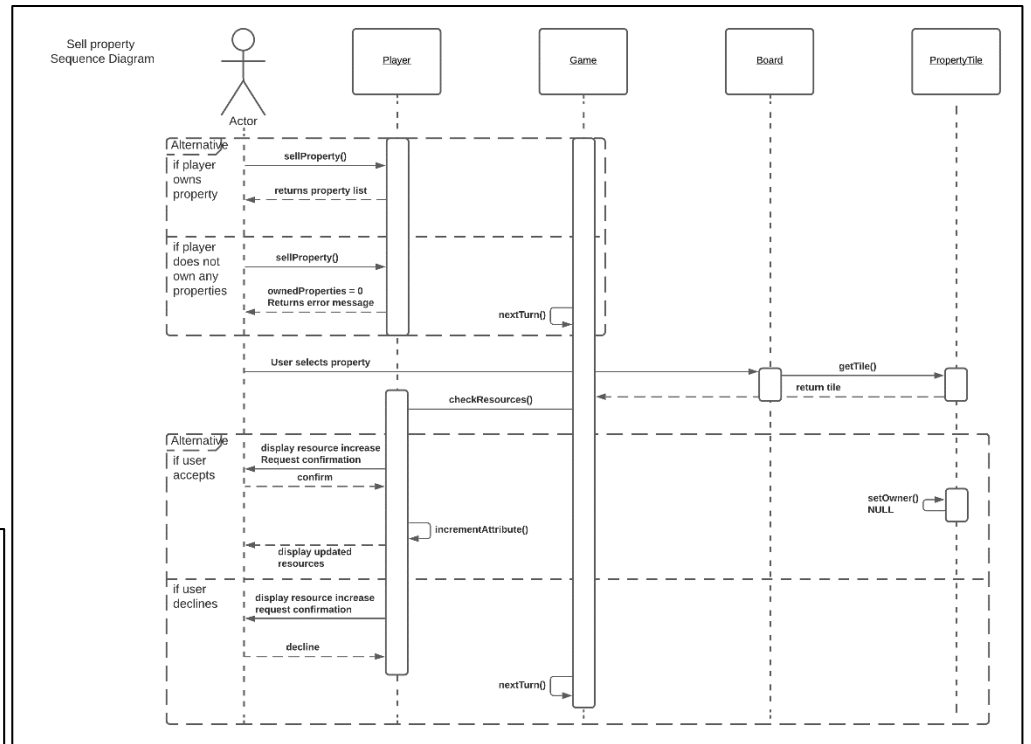 Sell property
Sequence Diagram
Actor
Player
Game
Board
PropertyTile
Alternative
if player
owns
property
sellProperty()
returns property list
if player
does not
own any
properties
sellProperty()
ownedProperties = 0
Returns error message
nextTurn()
User selects property
getTile()
return tile
checkResources()
Alternative
if user
accepts
display resource increase
Request confirmation
confirm
setOwner()
NULL
incrementAttribute()
display updated
resources
if user
declines
display resource increase
request confirmation
decline
nextTurn()